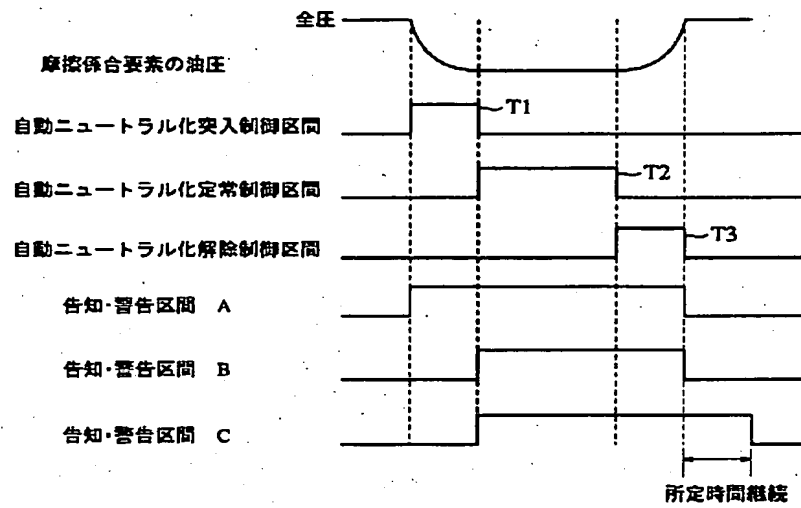 全圧
摩擦係合要素の油圧
自動ニュートラル化突入制御区間
T1
自動ニュートラル化定常制御区間
T2
自動ニュートラル化解除制御区間
T3
告知・警告区間 A
告知・警告区間 B
告知・警告区間 C
所定時間継続